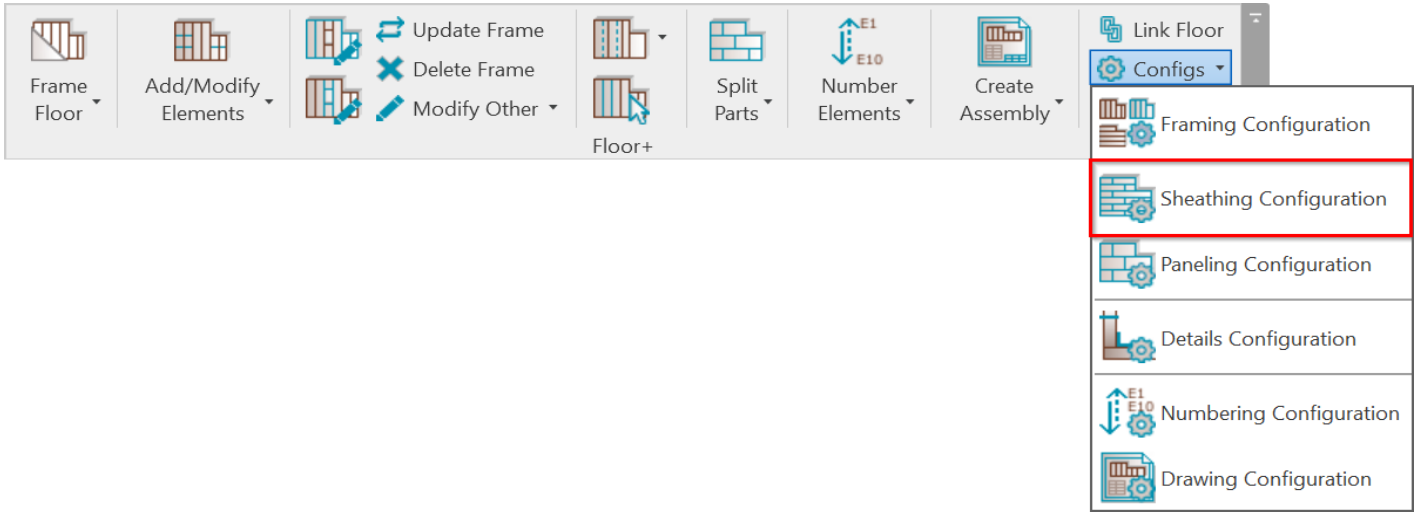 Frame
Floor
Add/Modify
Elements
Update Frame
Delete Frame
Modify Other
Floor+
Split
Parts
E1
E10
Number
Elements
Create
Assembly
Link Floor
Configs
Framing Configuration
Sheathing Configuration
Paneling Configuration
Details Configuration
E1
E10
Numbering Configuration
Drawing Configuration